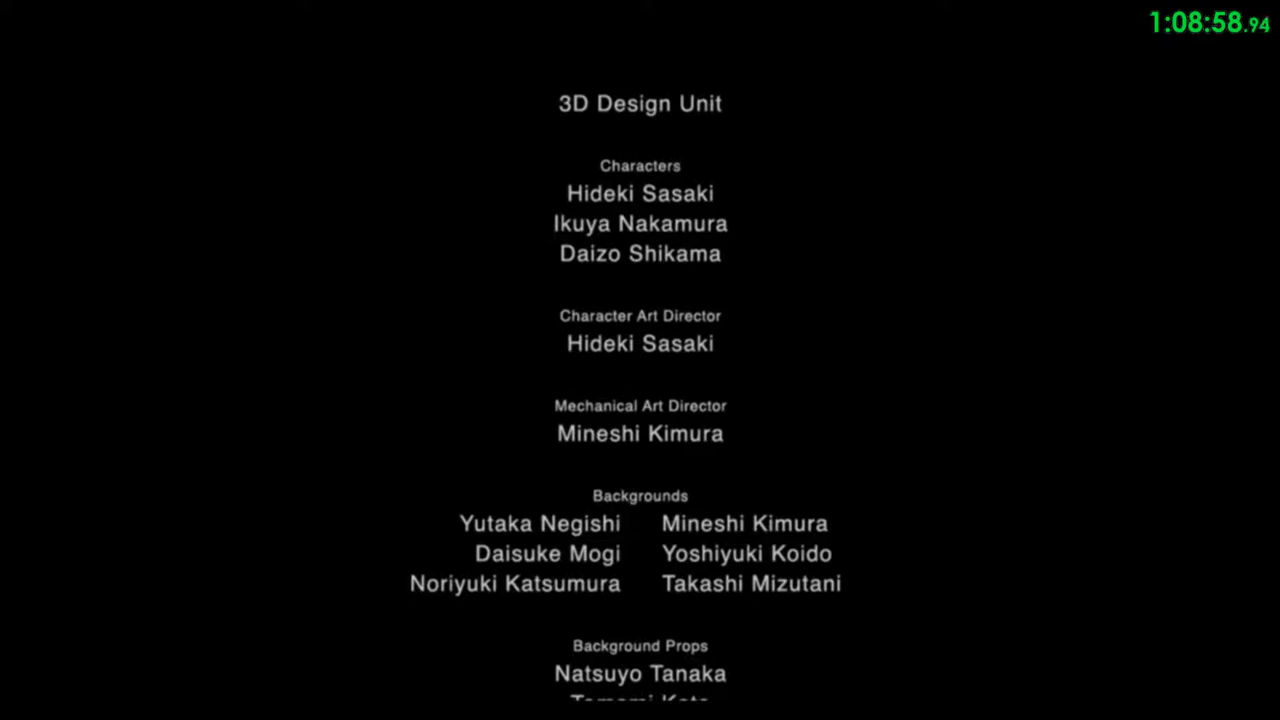 1:08:58.94
3D Design Unit
Characters
Hideki Sasaki
Ikuya Nakamura
Daizo Shikama
Character Art Director
Hideki Sasaki
Mechanical Art Director
Mineshi Kimura
Backgrounds
Yutaka Negishi Mineshi Kimura
Daisuke Mogi Yoshiyuki Koido
Noriyuki Katsumura Takashi Mizutani
Background Props
Natsuyo Tanaka